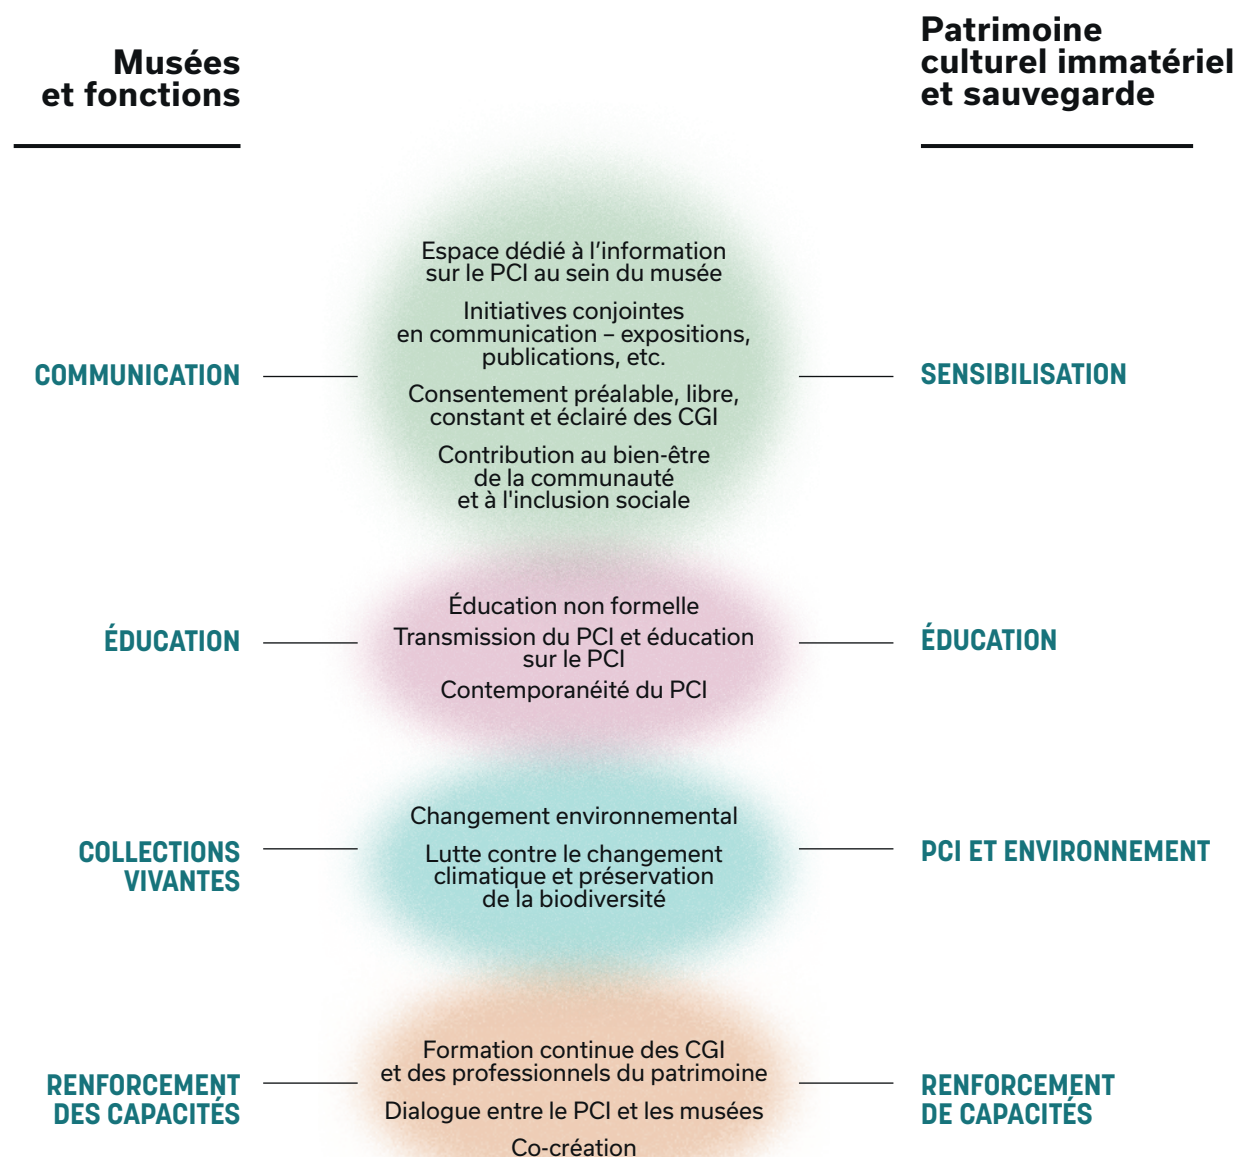 Musées
et fonctions
Patrimoine
culturel immatériel
et sauvegarde
COMMUNICATION
Espace dédié à l’information
sur le PCI au sein du musée
Initiatives conjointes
en communication – expositions,
publications, etc.
Consentement préalable, libre,
constant et éclairé des CGI
Contribution au bien-être
de la communauté
et à l'inclusion sociale
SENSIBILISATION
ÉDUCATION
Éducation non formelle
Transmission du PCI et éducation
sur le PCI
Contemporanéité du PCI
ÉDUCATION
COLLECTIONS
VIVANTES
Changement environnemental
Lutte contre le changement
climatique et préservation
de la biodiversité
PCI ET ENVIRONNEMENT
RENFORCEMENT
DES CAPACITÉS
Formation continue des CGI
et des professionnels du patrimoine
Dialogue entre le PCI et les musées
Co-création
RENFORCEMENT
DE CAPACITÉS